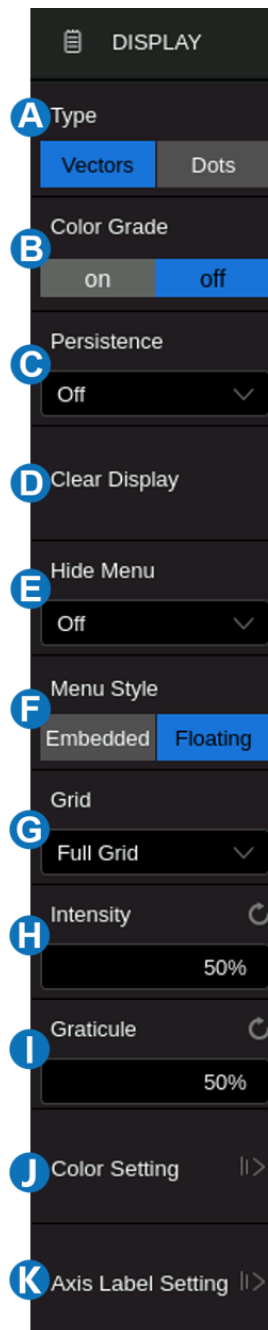 DISPLAY
A Type
Vectors Dots
B Color Grade
on off
C Persistence
Off
D Clear Display
E Hide Menu
Off
F Menu Style
Embedded Floating
G Grid
Full Grid
H Intensity
50%
I Graticule
50%
J Color Setting
K Axis Label Setting